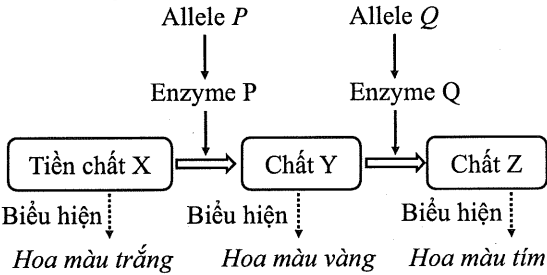 Allele P Allele Q
Enzyme P Enzyme Q
Tiền chất X Chất Y Chất Z
Biểu hiện Biểu hiện Biểu hiện
Hoa màu trắng Hoa màu vàng Hoa màu tím